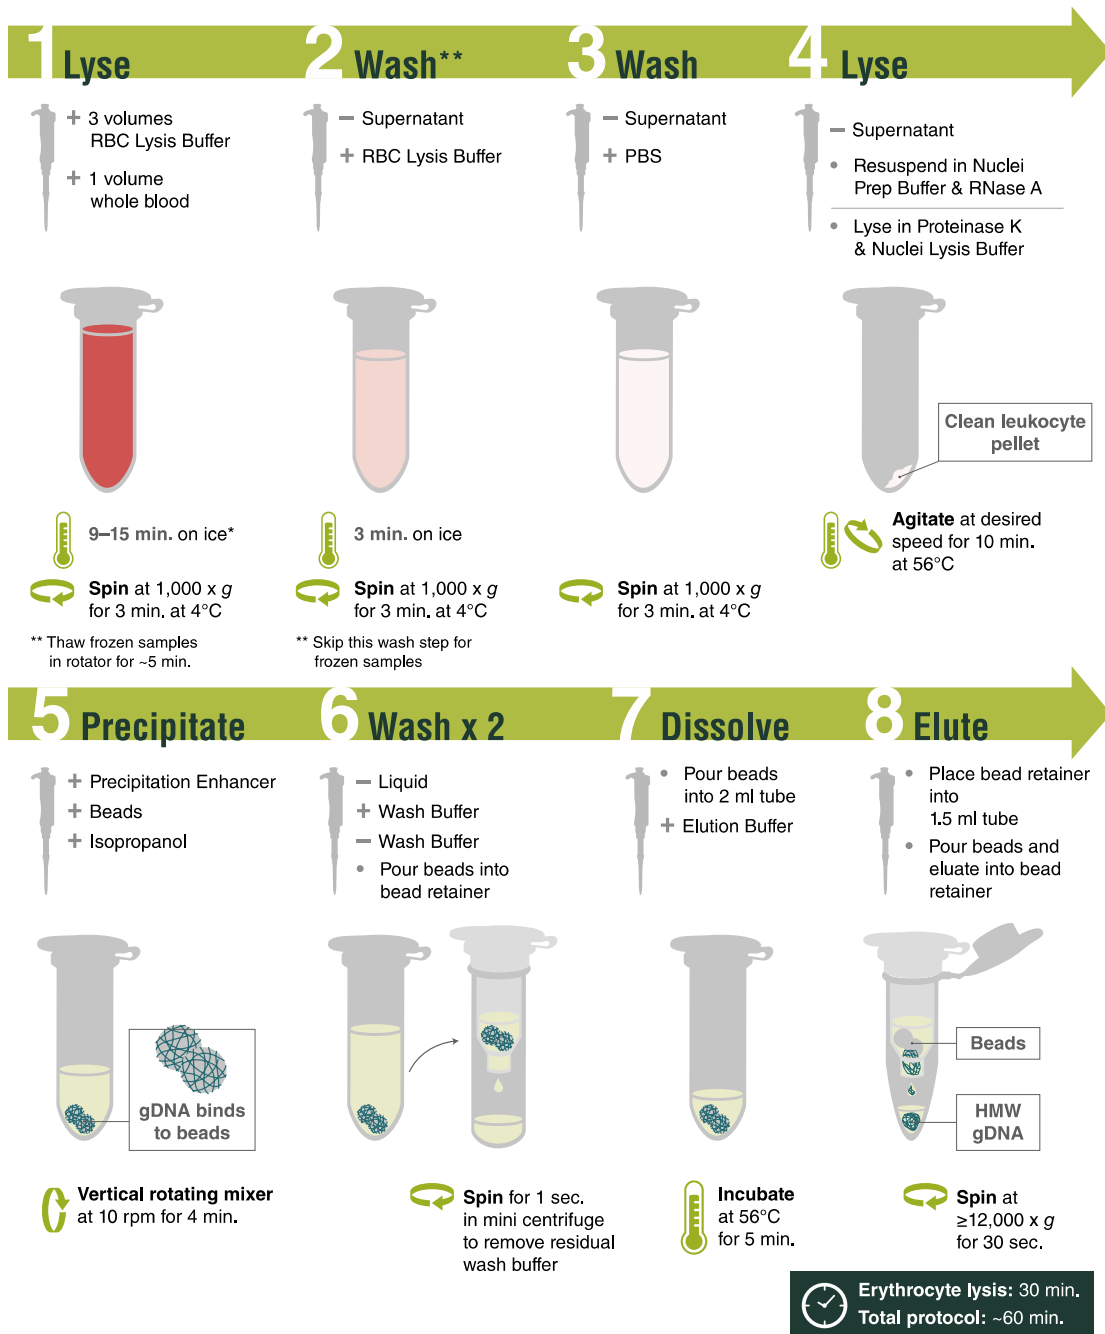 1 Lyse
+ 3 volumes
RBC Lysis Buffer
+ 1 volume
whole blood
9–15 min. on ice*
Spin at 1,000 x g
for 3 min. at 4°C
** Thaw frozen samples
in rotator for ~5 min.
2 Wash**
– Supernatant
+ RBC Lysis Buffer
3 min. on ice
Spin at 1,000 x g
for 3 min. at 4°C
** Skip this wash step for
frozen samples
3 Wash
– Supernatant
+ PBS
Spin at 1,000 x g
for 3 min. at 4°C
4 Lyse
– Supernatant
• Resuspend in Nuclei
Prep Buffer & RNase A
• Lyse in Proteinase K
& Nuclei Lysis Buffer
Clean leukocyte
pellet
Agitate at desired
speed for 10 min.
at 56°C
5 Precipitate
+ Precipitation Enhancer
+ Beads
+ Isopropanol
gDNA binds
to beads
Vertical rotating mixer
at 10 rpm for 4 min.
6 Wash x 2
– Liquid
+ Wash Buffer
– Wash Buffer
• Pour beads into
bead retainer
Spin for 1 sec.
in mini centrifuge
to remove residual
wash buffer
7 Dissolve
• Pour beads
into 2 ml tube
+ Elution Buffer
Incubate
at 56°C
for 5 min.
8 Elute
• Place bead retainer
into
1.5 ml tube
• Pour beads and
eluate into bead
retainer
Beads
HMW
gDNA
Spin at
≥12,000 x g
for 30 sec.
Erythrocyte lysis: 30 min.
Total protocol: ~60 min.